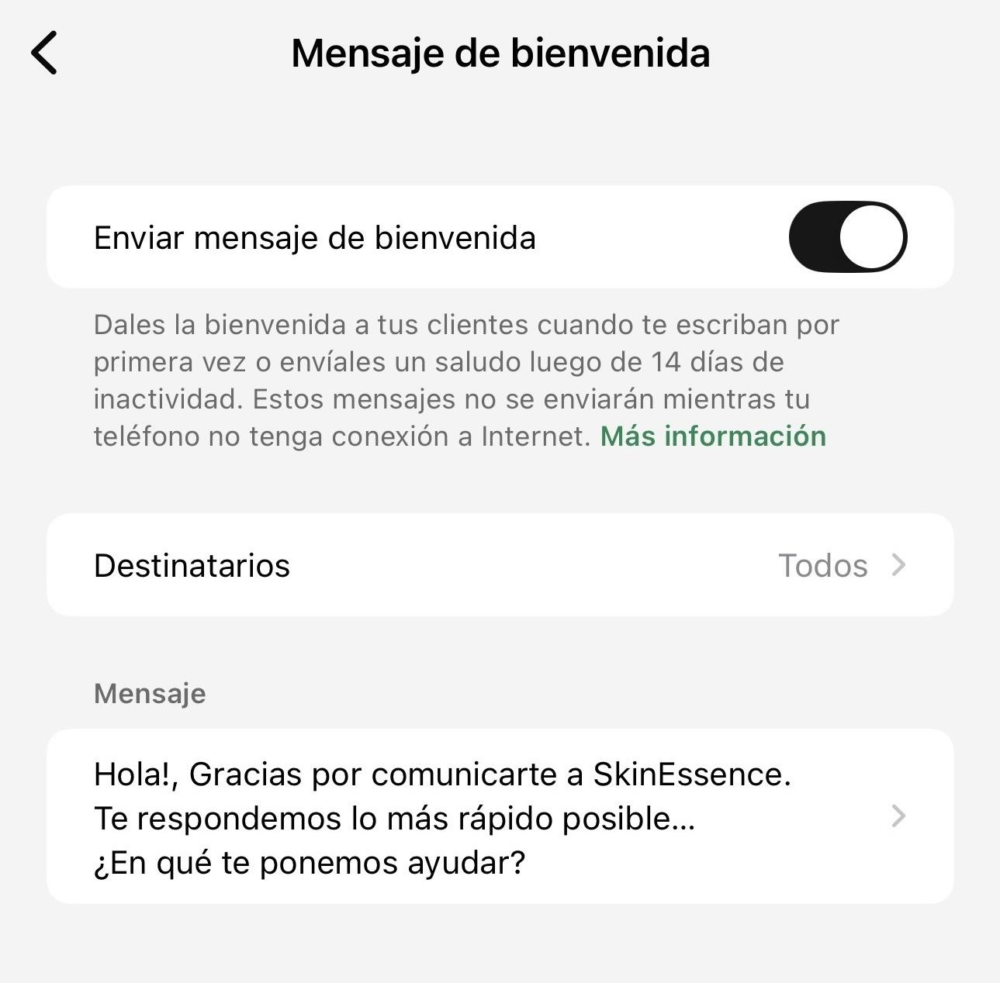 Mensaje de bienvenida
Enviar mensaje de bienvenida
Dales la bienvenida a tus clientes cuando te escriban por
primera vez o envíales un saludo luego de 14 días de
inactividad. Estos mensajes no se enviarán mientras tu
teléfono no tenga conexión a Internet. Más información
Destinatarios Todos
Mensaje
Hola!, Gracias por comunicarte a SkinEssence.
Te respondemos lo más rápido posible...
¿En qué te ponemos ayudar?